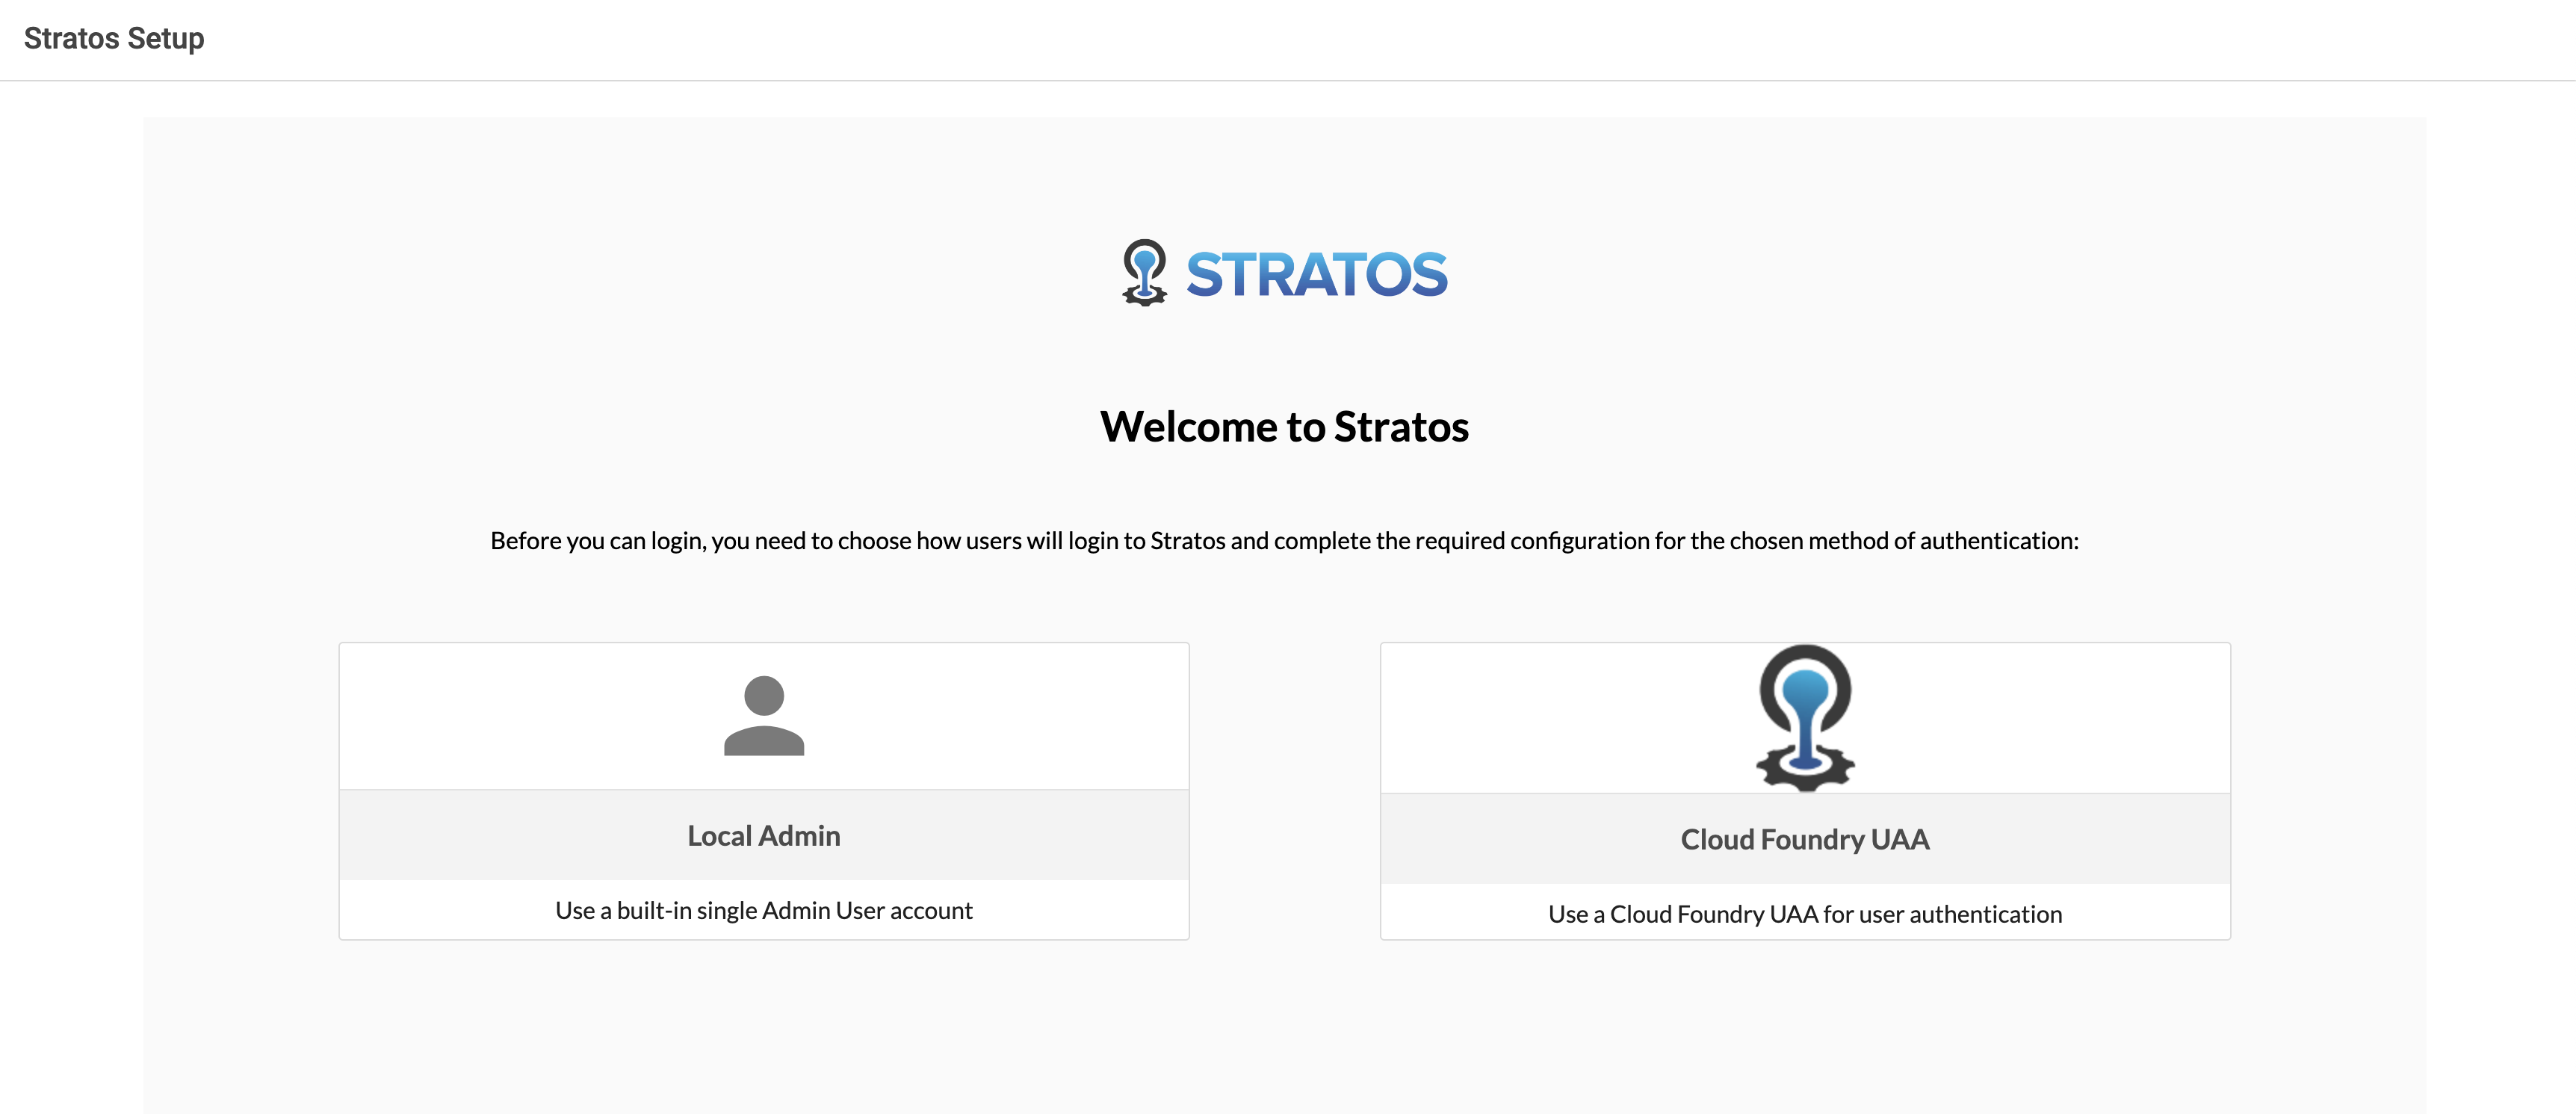 Stratos Setup
STRATOS
Welcome to Stratos
Before you can login, you need to choose how users will login to Stratos and complete the required configuration for the chosen method of authentication:
Local Admin
Use a built-in single Admin User account
Cloud Foundry UAA
Use a Cloud Foundry UAA for user authentication